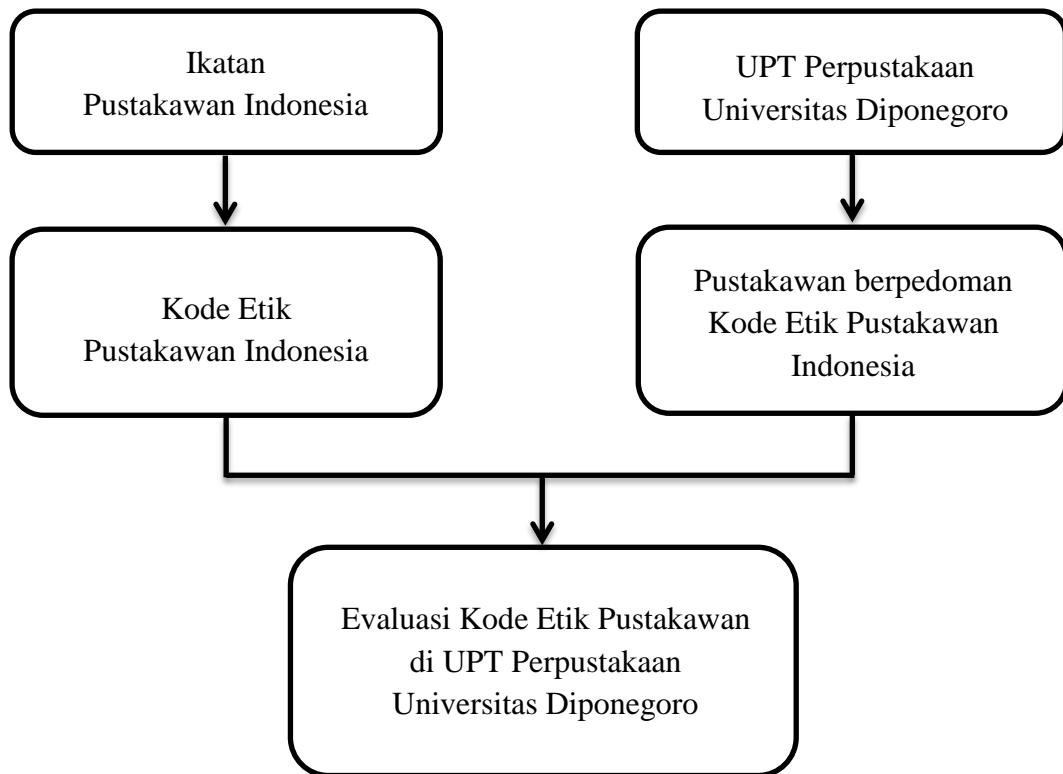 Ikatan
Pustakawan Indonesia
UPT Perpustakaan
Universitas Diponegoro
Kode Etik
Pustakawan Indonesia
Pustakawan berpedoman
Kode Etik Pustakawan
Indonesia
Evaluasi Kode Etik Pustakawan
di UPT Perpustakaan
Universitas Diponegoro